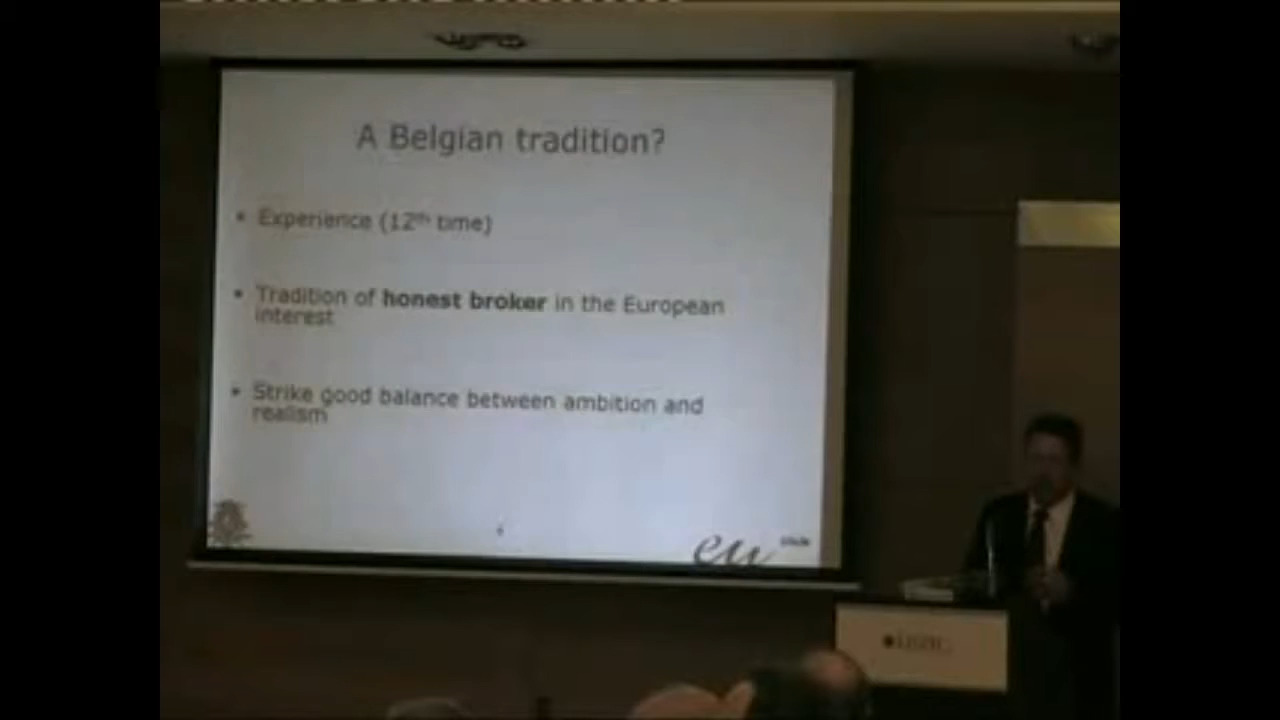 A Belgian tradition?
• Experience (12th time)
• Tradition of honest broker in the European
interest
• Strike good balance between ambition and
realism
eu